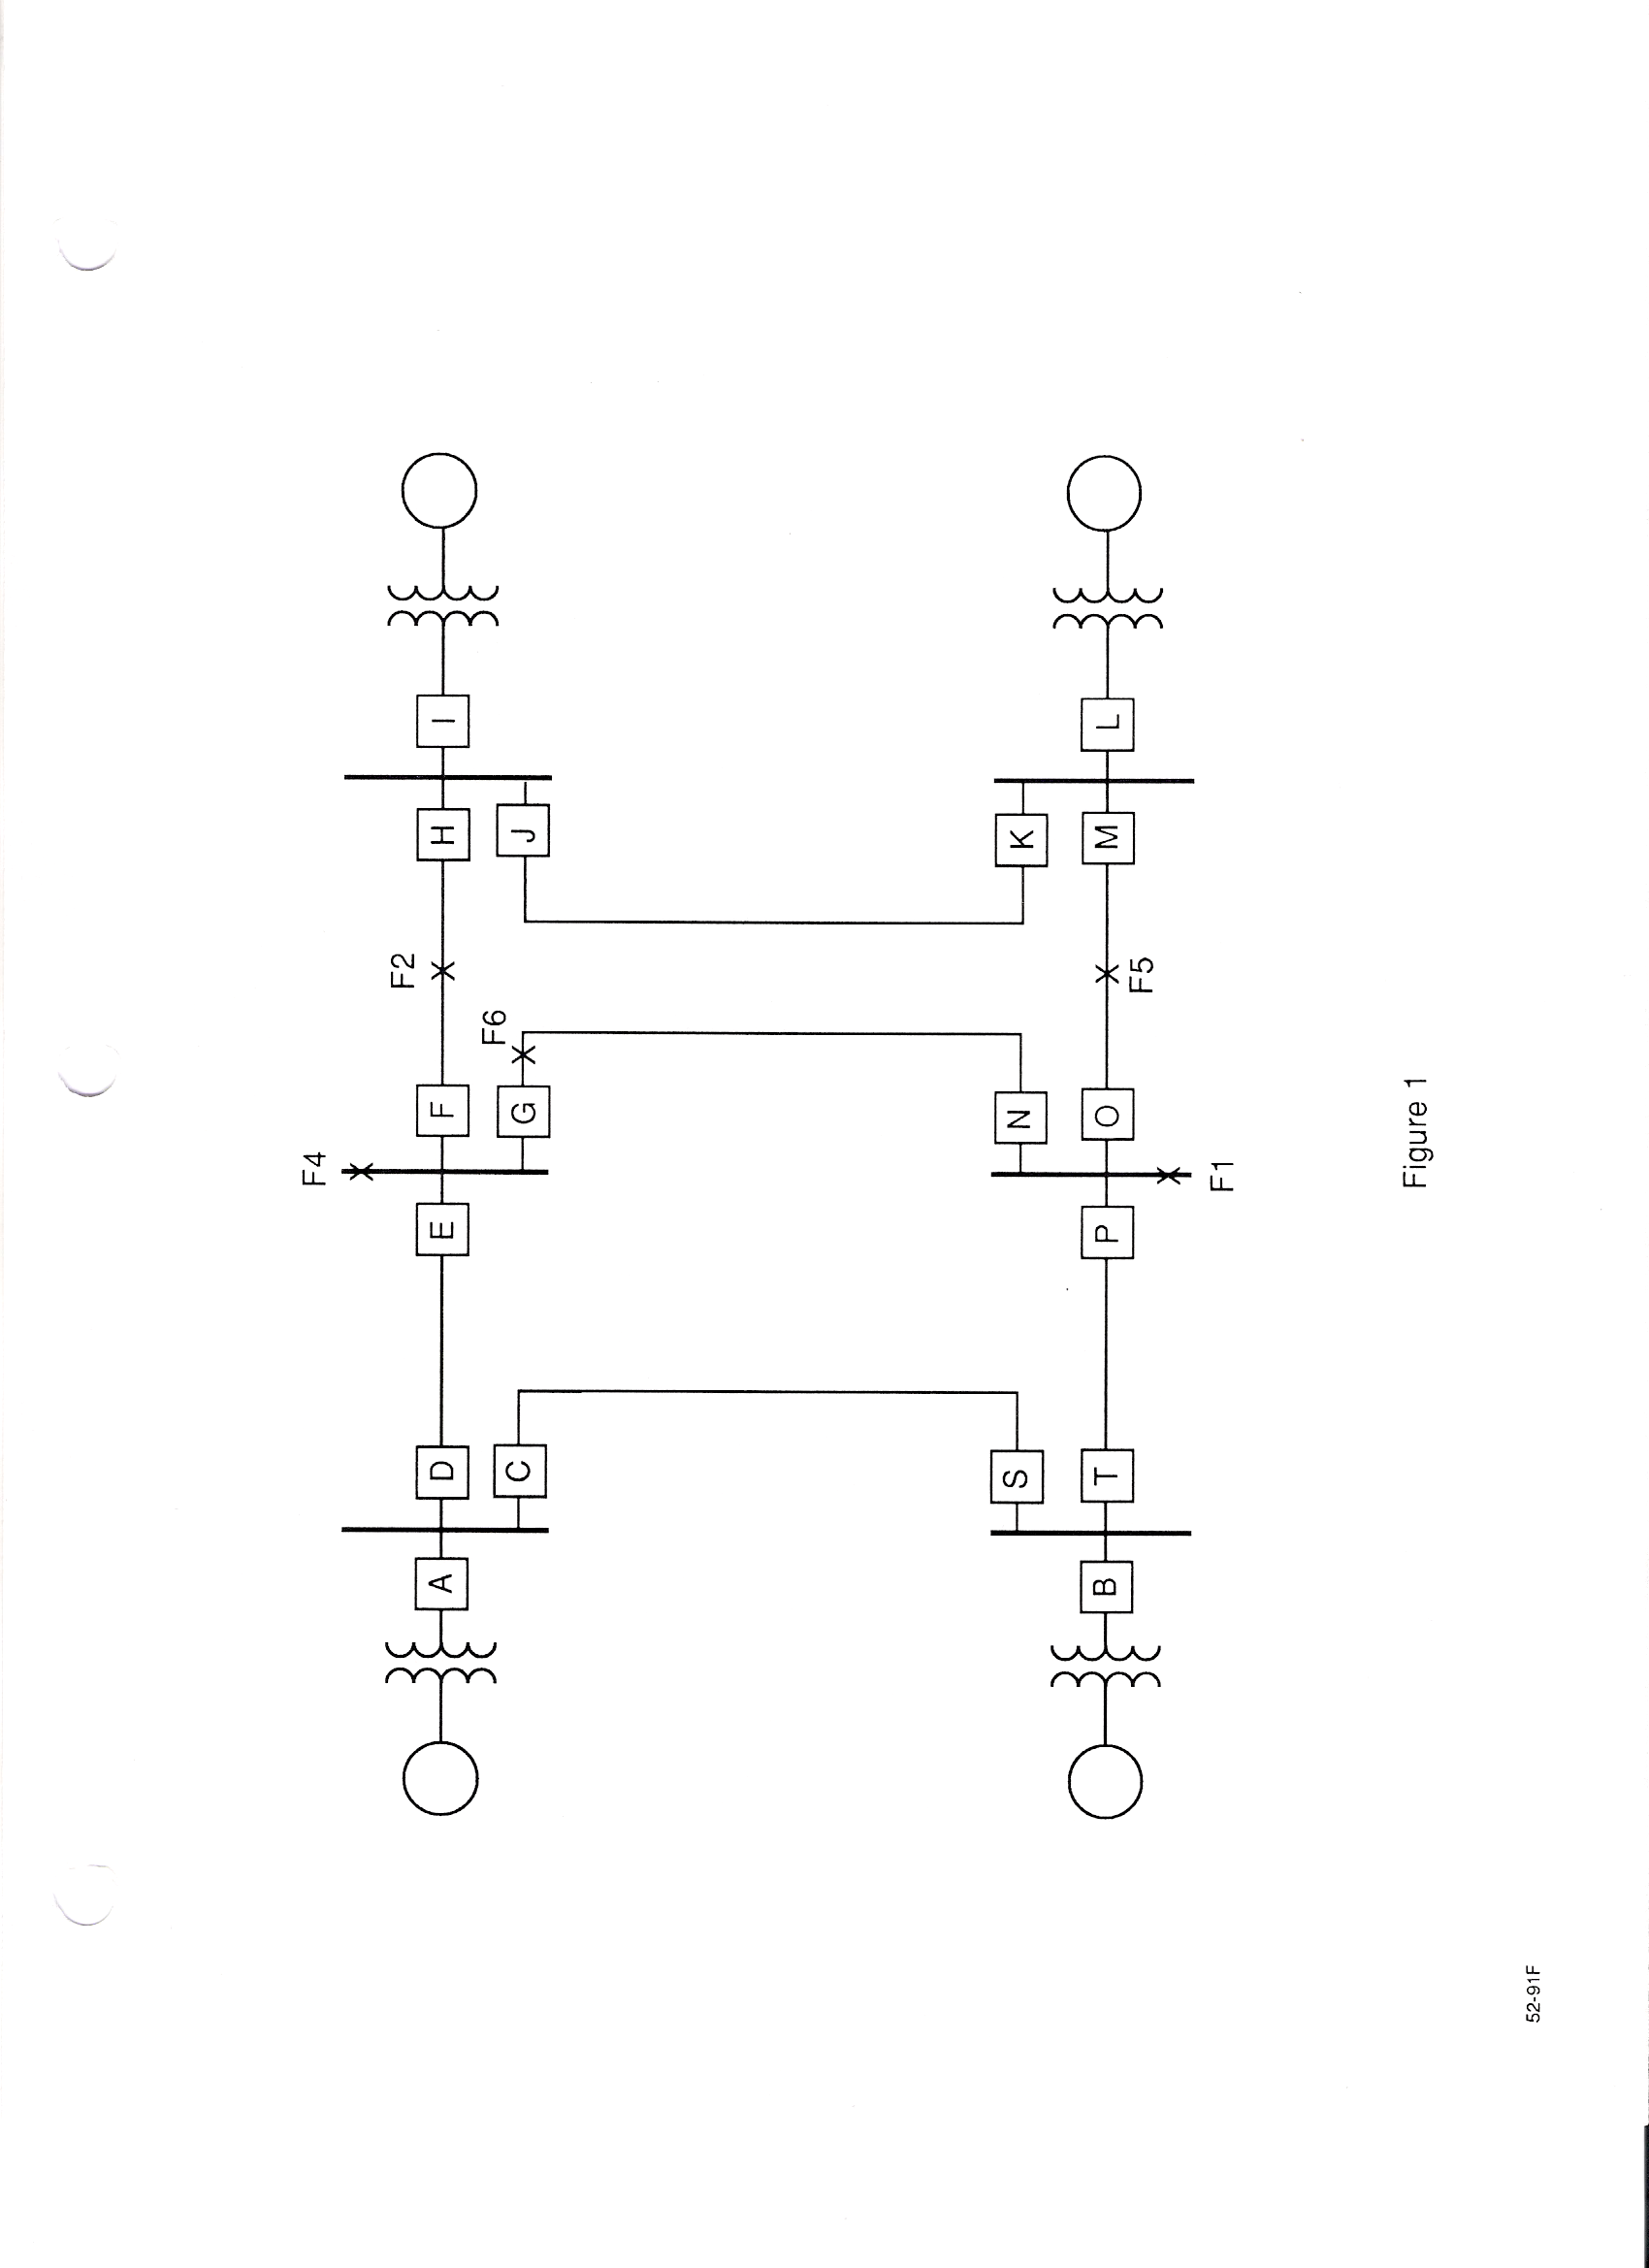 F4
F2
A D E F H I
F6
C G J
S N K
B T P O M L
F5
F1
Figure 1
52-91F